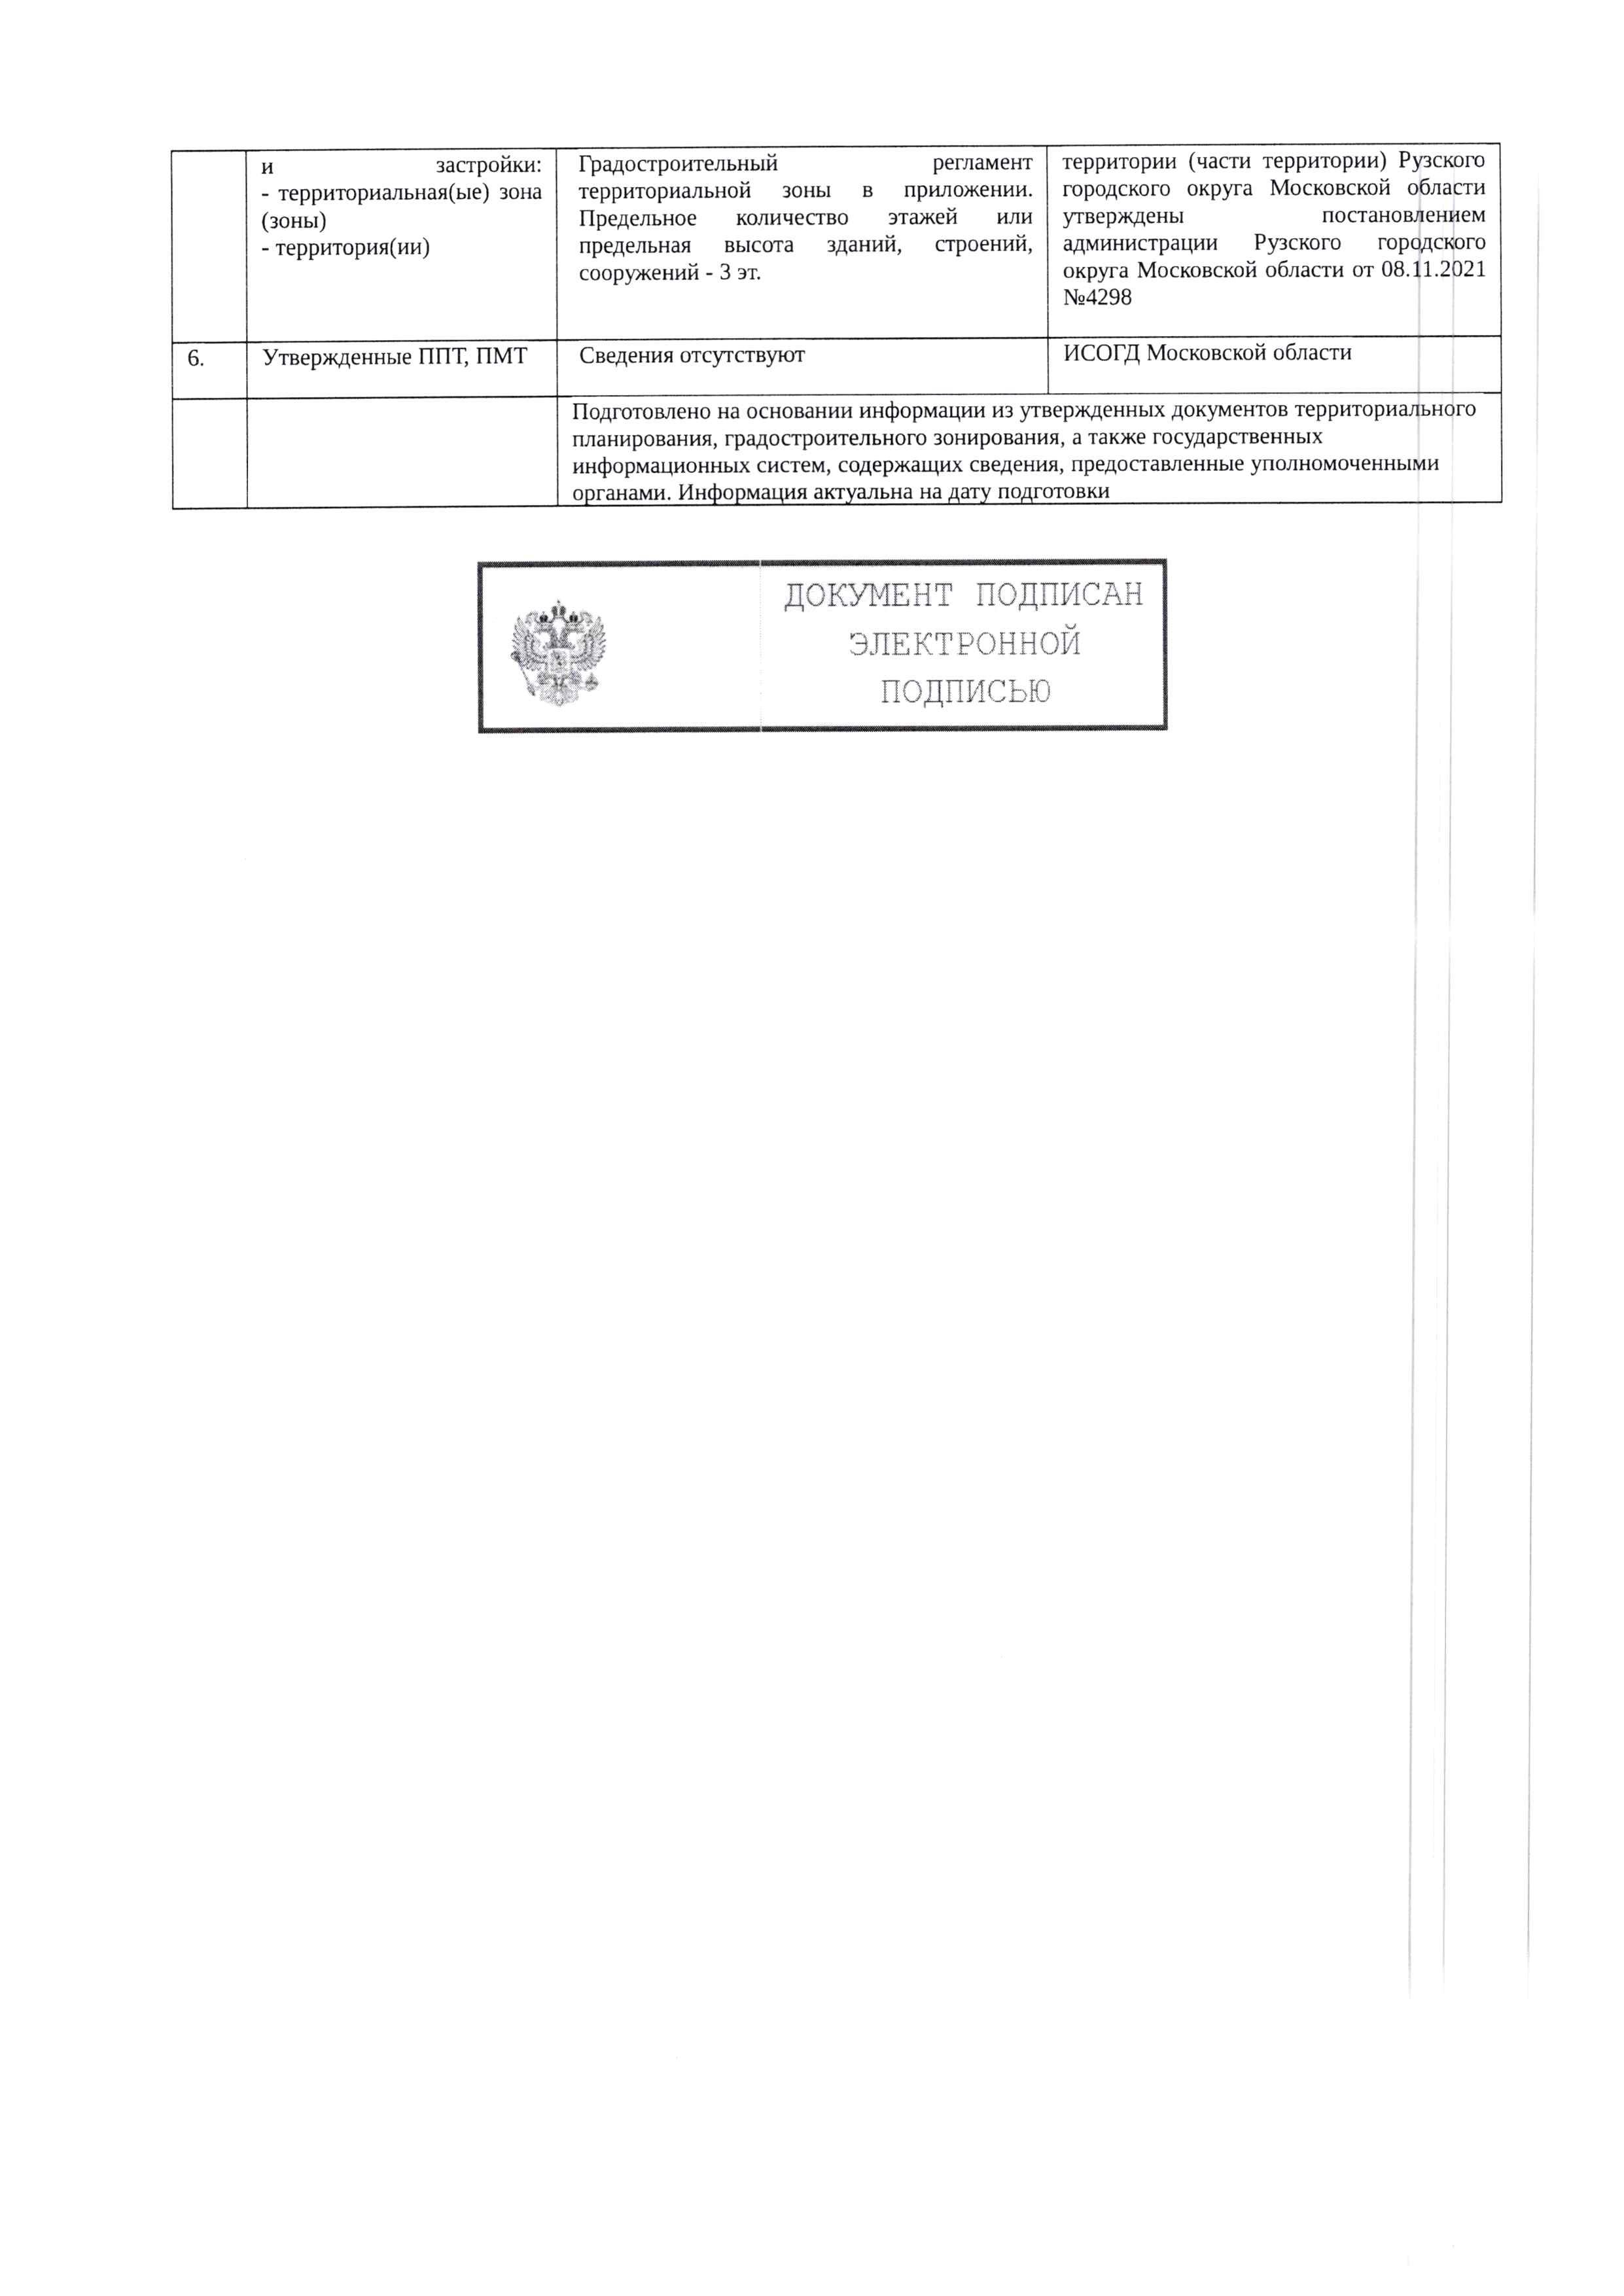 и застройки:
- территориальная(ые) зона
(зоны)
- территория(ии)
Градостроительный регламент
территориальной зоны в приложении.
Предельное количество этажей или
предельная высота зданий, строений,
сооружений - 3 эт.
территории (части территории) Рузского
городского округа Московской области
утверждены постановлением
администрации Рузского городского
округа Московской области от 08.11.2021
№4298
6.
Утвержденные ППТ, ПМТ
Сведения отсутствуют
ИСОГД Московской области
Подготовлено на основании информации из утвержденных документов территориального
планирования, градостроительного зонирования, а также государственных
информационных систем, содержащих сведения, предоставленные уполномоченными
органами. Информация актуальна на дату подготовки
ДОКУМЕНТ ПОДПИСАН
ЭЛЕКТРОННОЙ
ПОДПИСЬЮ